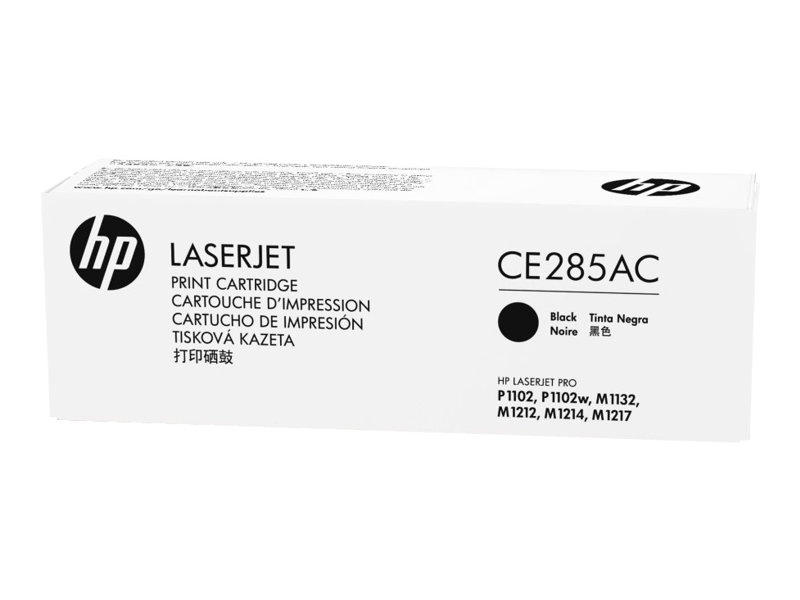 hp
hp
LASERJET
PRINT CARTRIDGE
CARTOUCHE D'IMPRESSION
CARTUCHO DE IMPRESIÓN
TISKOVÁ KAZETA
打印硒鼓
CE285AC
Black Tinta Negra
Noire 黑色
HP LASERJET PRO
P1102, P1102w, M1132,
M1212, M1214, M1217